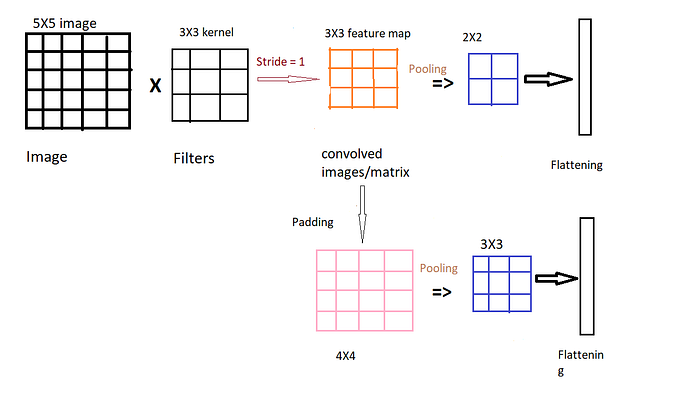 5X5 image
3X3 kernel
3X3 feature map
2X2
Stride = 1
Pooling
X
=>
Image
Filters
convolved
images/matrix
Flattening
Padding
3X3
Pooling
=>
4X4
Flattenin
g